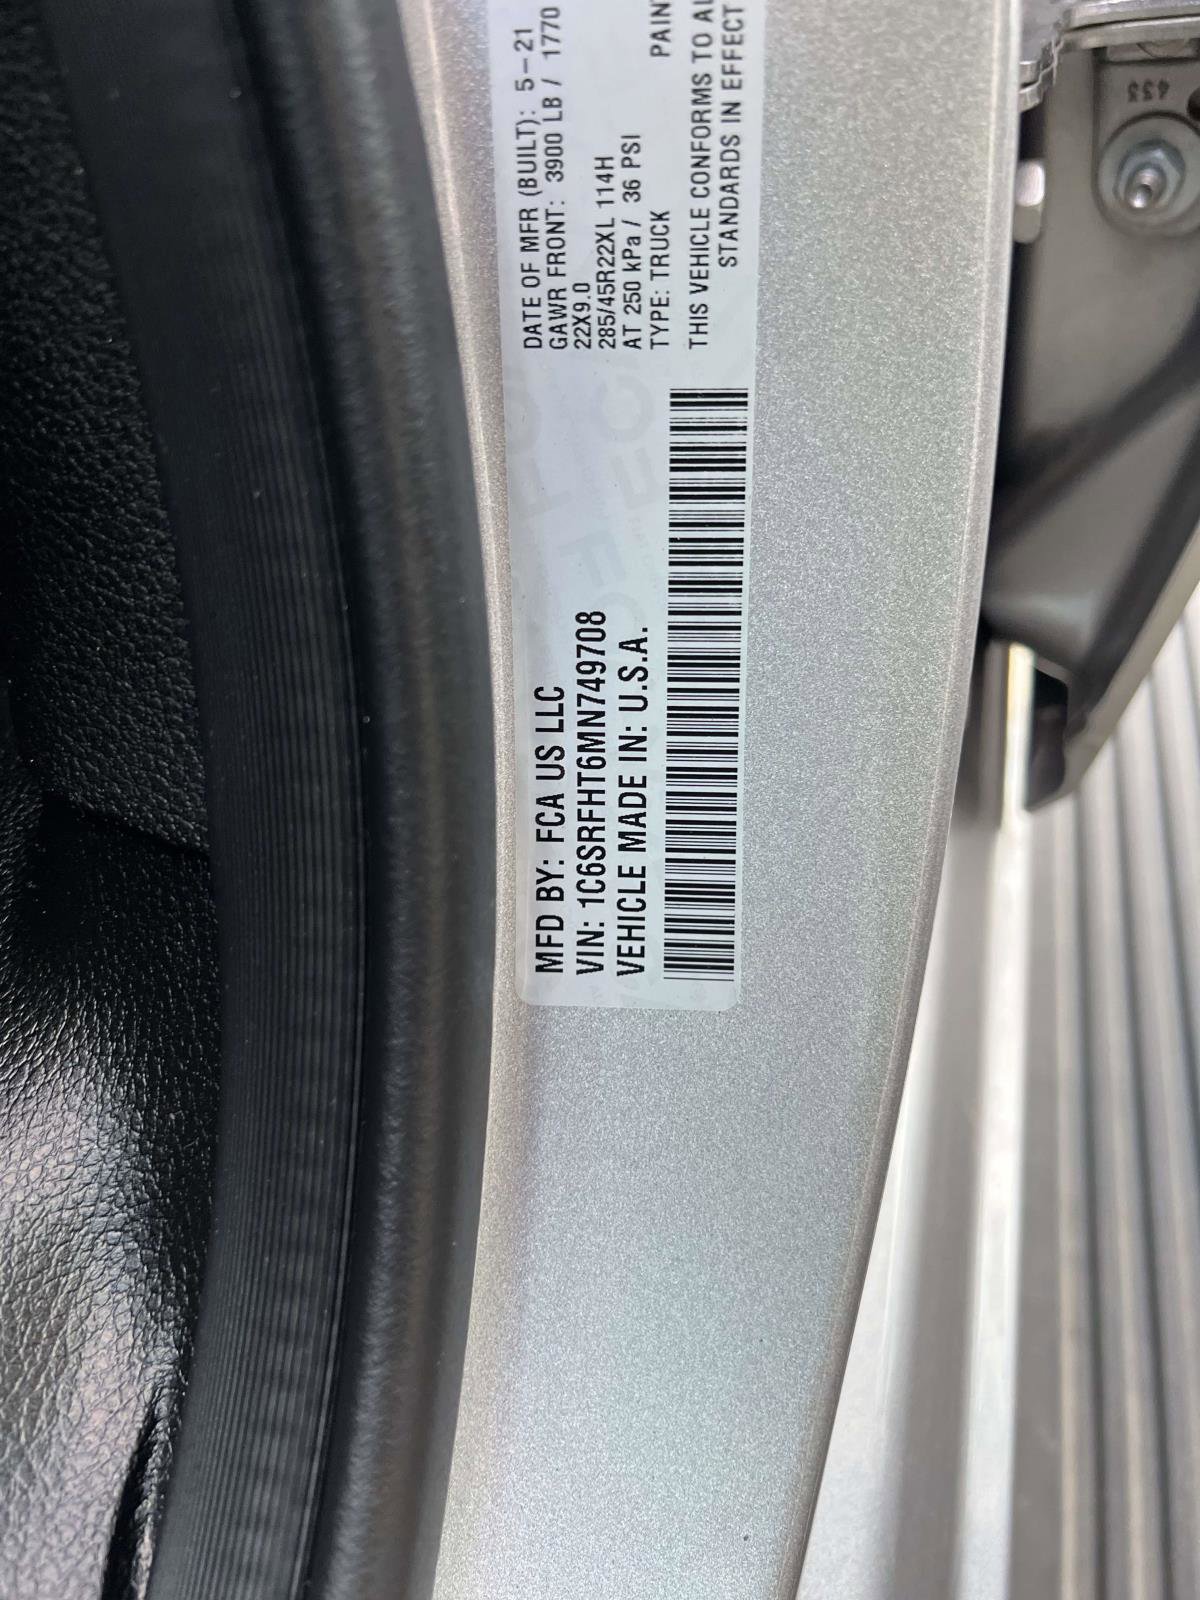 MFD BY: FCA US LLC
VIN: 1C6SRFHT6MN749708
VEHICLE MADE IN: U.S.A.
DATE OF MFR (BUILT): 5-21
GAWR FRONT: 3900 LB / 1770
22X9.0
285/45R22XL 114H
AT 250 kPa / 36 PSI
TYPE: TRUCK
THIS VEHICLE CONFORMS TO
STANDARDS IN EFFECT
433